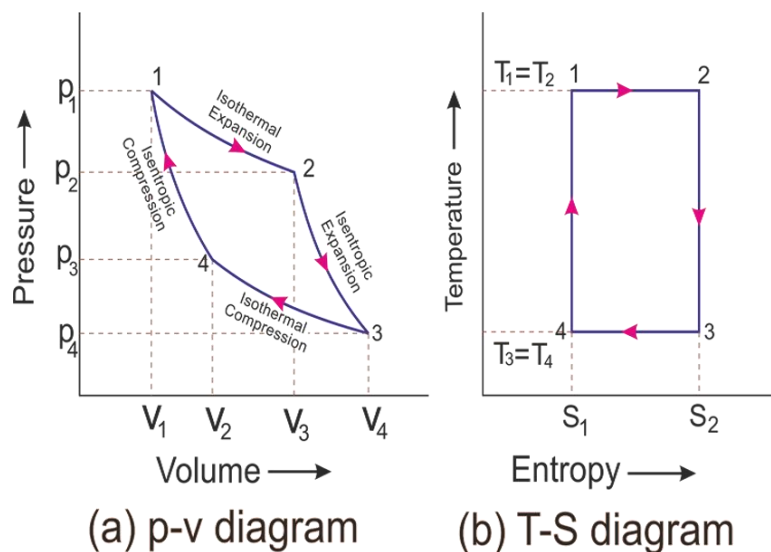 1
p₁
Isothermal
Expansion
Isentropic
Compression
2
p₂
Isentropic
Expansion
4
p₃
Isothermal
Compression
3
p₄
Pressure
V₁ V₂ V₃ V₄
Volume
(a) p-v diagram
T₁=T₂
1 2
Temperature
4 3
T₃=T₄
S₁ S₂
Entropy
(b) T-S diagram